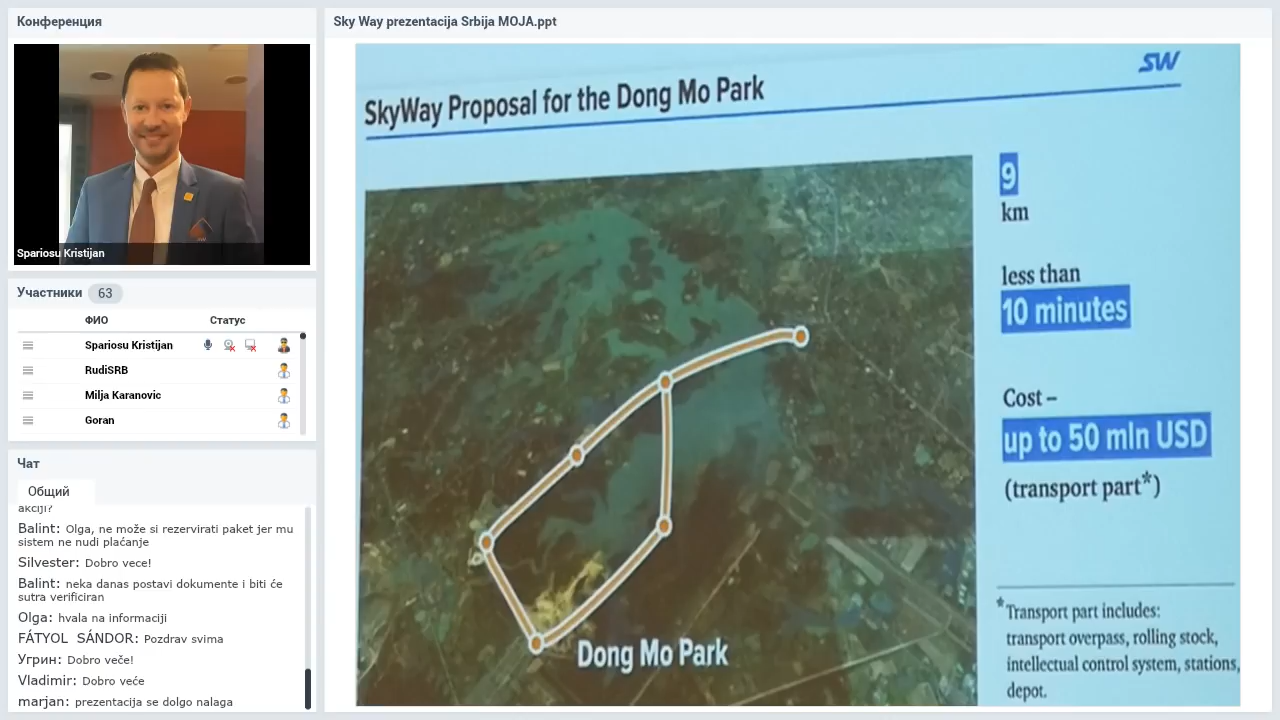 Конференция
Spariosu Kristijan
Участники 63
ФИО Статус
Spariosu Kristijan
RudiSRB
Milja Karanovic
Goran
Чат
Общий
akciji?
Balint: Olga, ne može si rezervirati paket jer mu
sistem ne nudi plaćanje
Silvester: Dobro vece!
Balint: neka danas postavi dokumente i biti će
sutra verificiran
Olga: hvala na informaciji
FÁTYOL SÁNDOR: Pozdrav svima
Угрин: Dobro veče!
Vladimir: Dobro veće
marjan: prezentacija se dolgo nalaga
Sky Way prezentacija Srbija MOJA.ppt
SW
SkyWay Proposal for the Dong Mo Park
9
km
less than
10 minutes
Cost –
up to 50 mln USD
(transport part*)
*Transport part includes:
transport overpass, rolling stock,
intellectual control system, stations,
depot.
Dong Mo Park